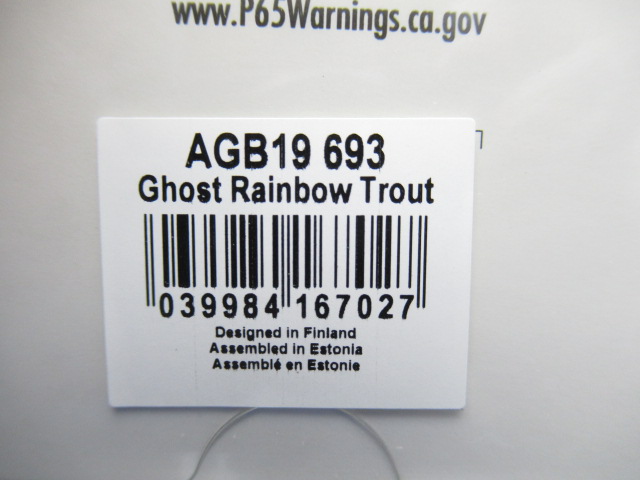 www.P65Warnings.ca.gov
AGB19 693
Ghost Rainbow Trout
039984 167027
Designed in Finland
Assembled in Estonia
Assemblé en Estonie